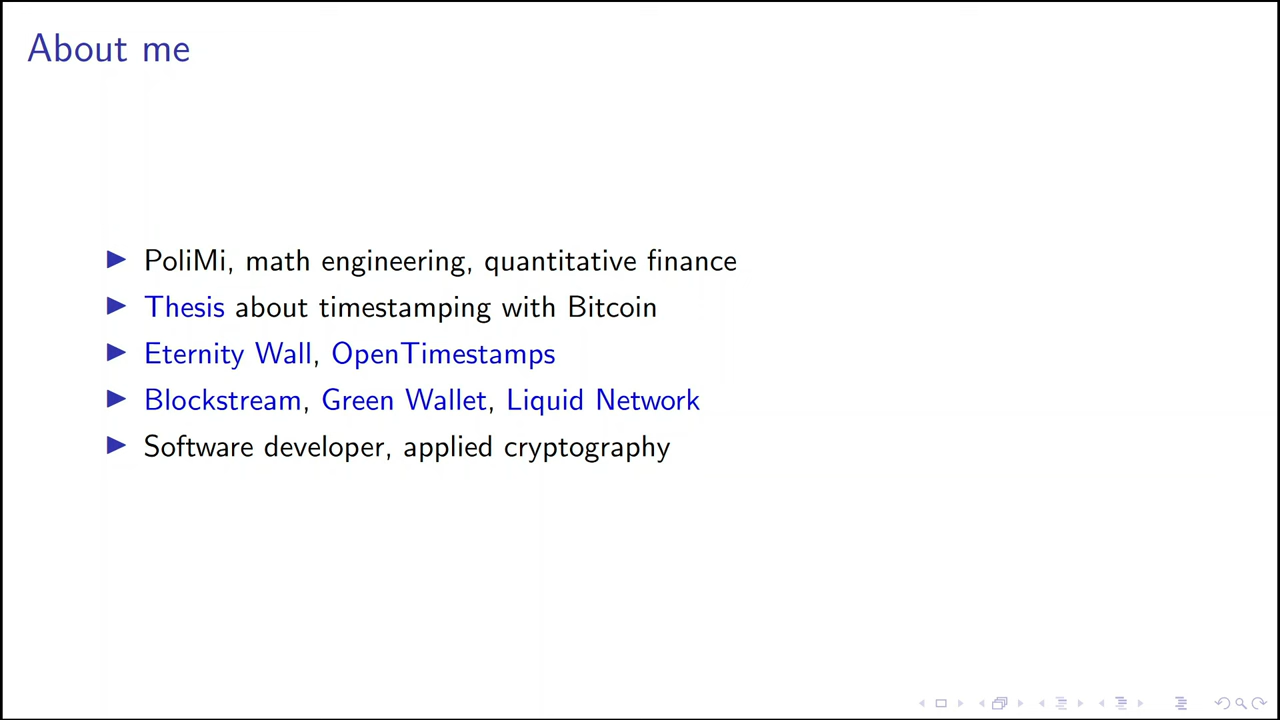 About me
PoliMi, math engineering, quantitative finance
Thesis about timestamping with Bitcoin
Eternity Wall, OpenTimestamps
Blockstream, Green Wallet, Liquid Network
Software developer, applied cryptography